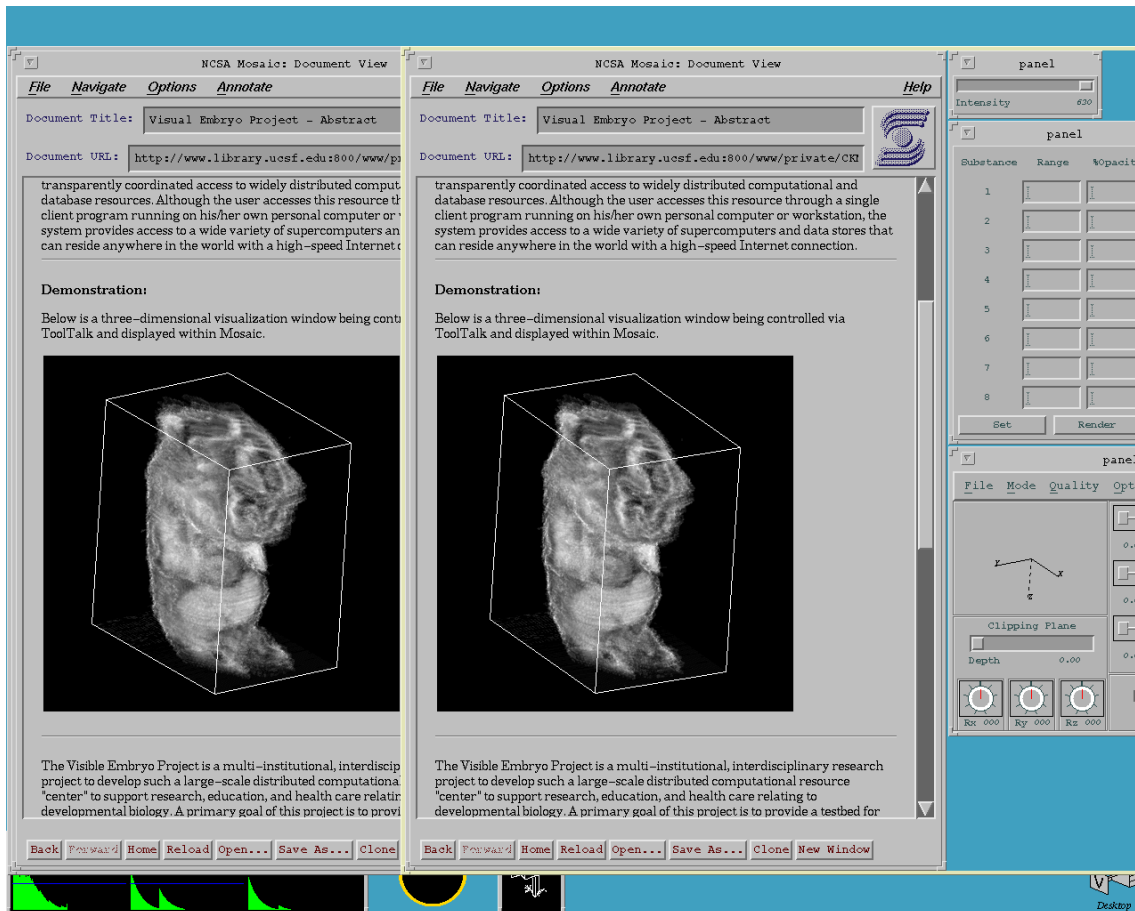 NCSA Mosaic: Document View
File Navigate Options Annotate
Document Title: Visual Embryo Project - Abstract
Document URL: http://www.library.ucsf.edu:800/www/pr
transparently coordinated access to widely distributed computat
database resources. Although the user accesses this resource th
client program running on his/her own personal computer or
system provides access to a wide variety of supercomputers an
can reside anywhere in the world with a high-speed Internet c
Demonstration:
Below is a three-dimensional visualization window being contr
ToolTalk and displayed within Mosaic.
The Visible Embryo Project is a multi-institutional, interdiscip
project to develop such a large-scale distributed computational
"center" to support research, education, and health care relatin
developmental biology. A primary goal of this project is to provi
Back Forward Home Reload Open... Save As... Clone
NCSA Mosaic: Document View
File Navigate Options Annotate Help
Document Title: Visual Embryo Project - Abstract
Document URL: http://www.library.ucsf.edu:800/www/private/CKI
transparently coordinated access to widely distributed computational and
database resources. Although the user accesses this resource through a single
client program running on his/her own personal computer or workstation, the
system provides access to a wide variety of supercomputers and data stores that
can reside anywhere in the world with a high-speed Internet connection.
Demonstration:
Below is a three-dimensional visualization window being controlled via
ToolTalk and displayed within Mosaic.
The Visible Embryo Project is a multi-institutional, interdisciplinary research
project to develop such a large-scale distributed computational resource
"center" to support research, education, and health care relating to
developmental biology. A primary goal of this project is to provide a testbed for
Back Forward Home Reload Open... Save As... Clone New Window
panel
Intensity 630
panel
Substance Range %Opacit
1
2
3
4
5
6
7
8
Set Render
panel
File Mode Quality Opt
Y X Z
0.
0.
0.
Clipping Plane
Depth 0.00
Rx 000 Ry 000 Rz 000
V
Desktop